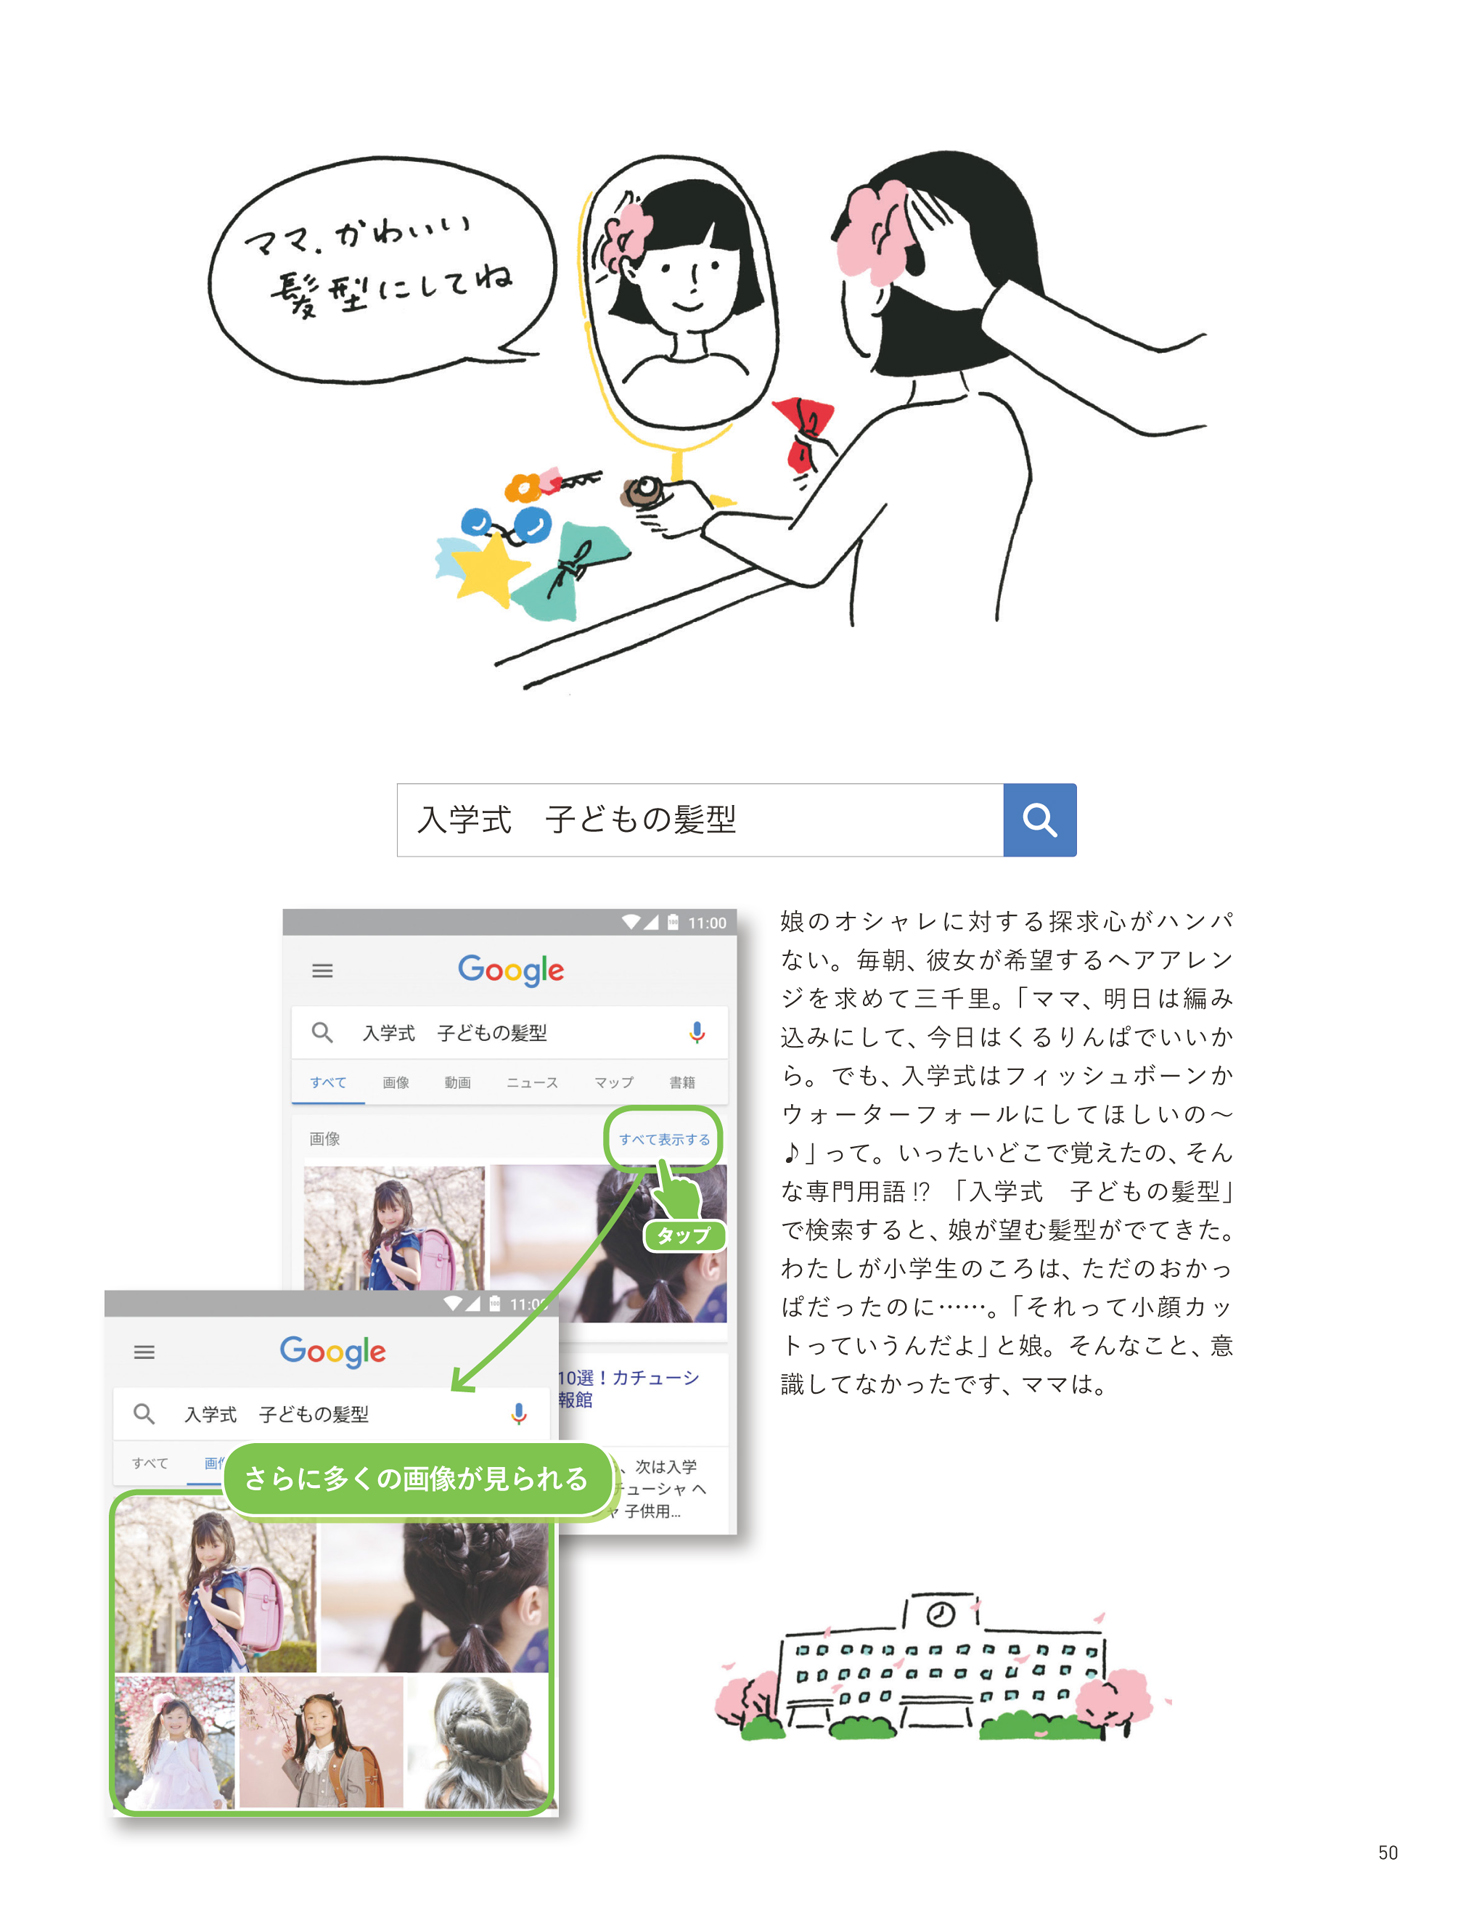 ママ、かわいい
髪型にしてね
入学式　子どもの髪型
11:00
Google
入学式　子どもの髪型
すべて　画像　動画　ニュース　マップ　書籍
画像　すべて表示する
タップ
10選！カチューシ
報館
、次は入学
チューシャ ヘ
ャ 子供用...
11:00
Google
入学式　子どもの髪型
すべて　画像
さらに多くの画像が見られる
娘のオシャレに対する探求心がハンパ
ない。毎朝、彼女が希望するヘアアレン
ジを求めて三千里。「ママ、明日は編み
込みにして、今日はくるりんぱでいいか
ら。でも、入学式はフィッシュボーンか
ウォーターフォールにしてほしいの〜
♪」って。いったいどこで覚えたの、そん
な専門用語!?　「入学式　子どもの髪型」
で検索すると、娘が望む髪型がでてきた。
わたしが小学生のころは、ただのおかっ
ぱだったのに……。「それって小顔カッ
トっていうんだよ」と娘。そんなこと、意
識してなかったです、ママは。
50